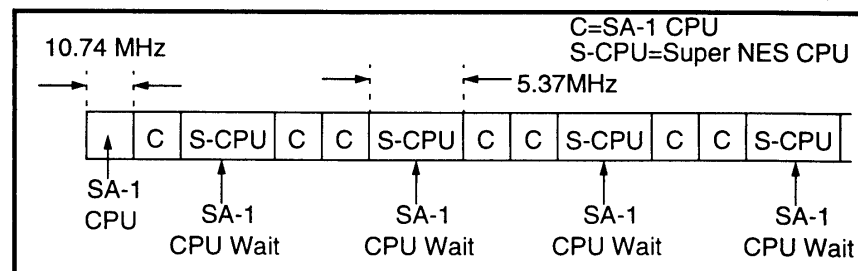 C=SA-1 CPU
10.74 MHz
S-CPU=Super NES CPU
5.37MHz
C S-CPU C C S-CPU C C S-CPU C C S-CPU
SA-1 SA-1 SA-1 SA-1 SA-1
CPU CPU Wait CPU Wait CPU Wait CPU Wait